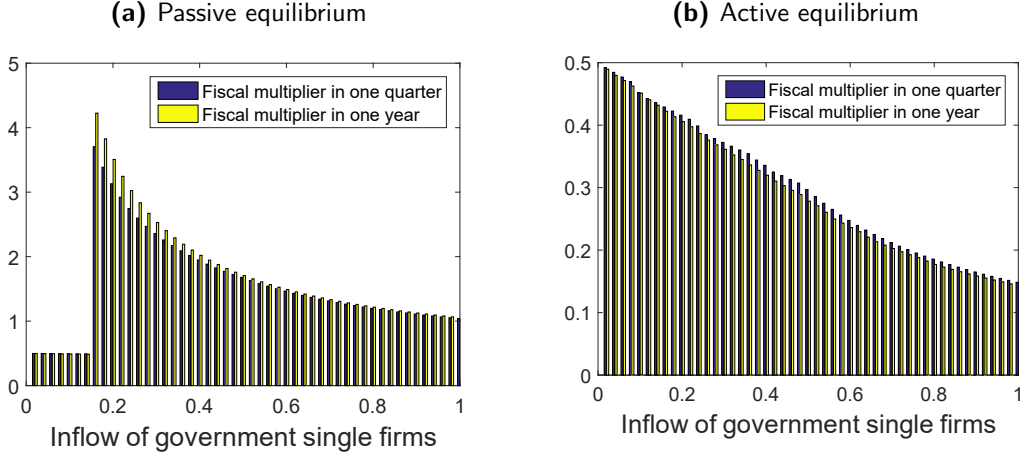 (a) Passive equilibrium
5
4
3
2
1
0
0 0.2 0.4 0.6 0.8 1
Fiscal multiplier in one quarter
Fiscal multiplier in one year
Inflow of government single firms
(b) Active equilibrium
0.5
0.4
0.3
0.2
0.1
0
0 0.2 0.4 0.6 0.8 1
Fiscal multiplier in one quarter
Fiscal multiplier in one year
Inflow of government single firms